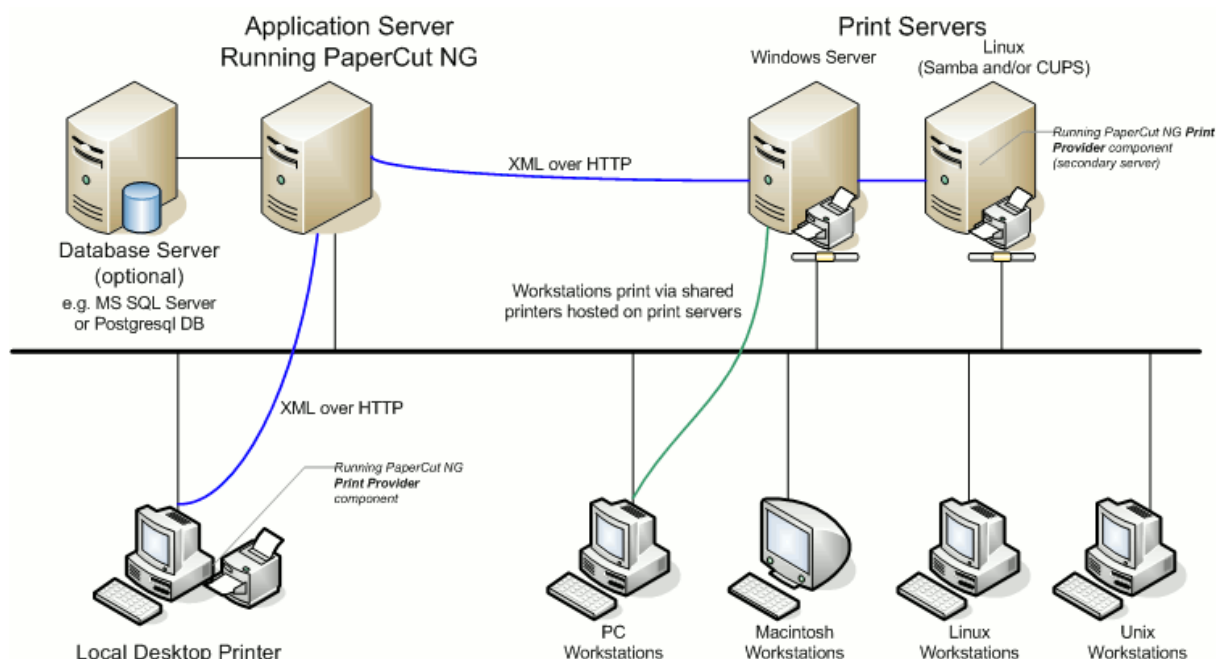 Application Server
Running PaperCut NG
Print Servers
Windows Server
Linux
(Samba and/or CUPS)
Running PaperCut NG Print
Provider component
(secondary server)
XML over HTTP
Database Server
(optional)
e.g. MS SQL Server
or Postgresql DB
Workstations print via shared
printers hosted on print servers
XML over HTTP
Running PaperCut NG
Print Provider
component
Local Desktop Printer
PC
Workstations
Macintosh
Workstations
Linux
Workstations
Unix
Workstations